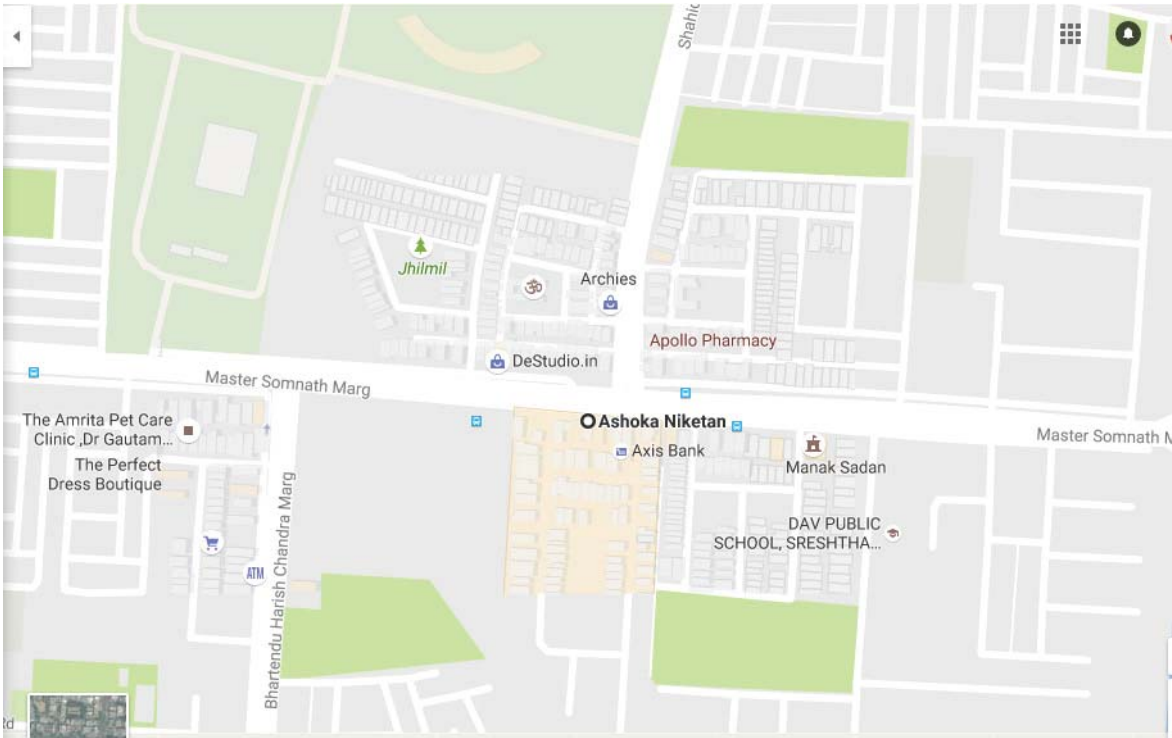 Shahid
Jhilmil
ॐ
Archies
Apollo Pharmacy
DeStudio.in
Master Somnath Marg
Ashoka Niketan
The Amrita Pet Care
Clinic ,Dr Gautam...
Axis Bank
Master Somnath M
The Perfect
Dress Boutique
Manak Sadan
DAV PUBLIC
SCHOOL, SRESHTHA...
ATM
Bhartendu Harish Chandra Marg
Rd